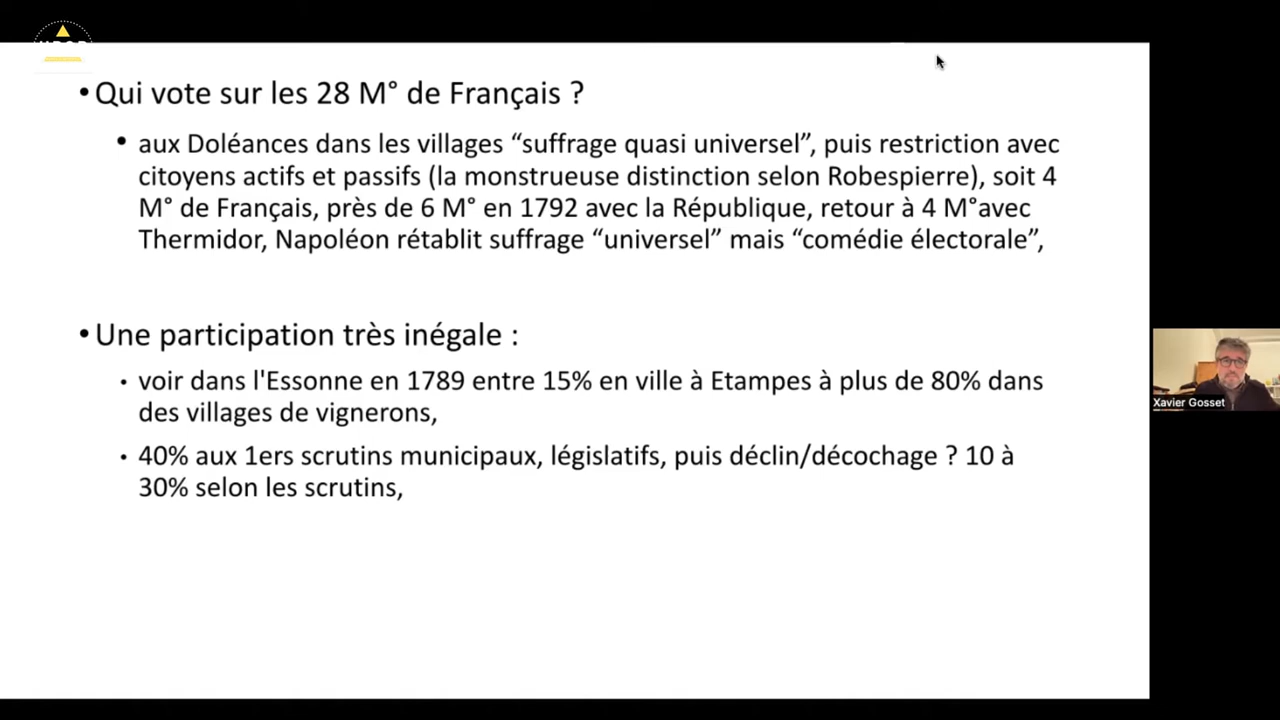 • Qui vote sur les 28 M° de Français ?
• aux Doléances dans les villages “suffrage quasi universel”, puis restriction avec
citoyens actifs et passifs (la monstrueuse distinction selon Robespierre), soit 4
M° de Français, près de 6 M° en 1792 avec la République, retour à 4 M°avec
Thermidor, Napoléon rétablit suffrage “universel” mais “comédie électorale”,
• Une participation très inégale :
• voir dans l'Essonne en 1789 entre 15% en ville à Etampes à plus de 80% dans
des villages de vignerons,
• 40% aux 1ers scrutins municipaux, législatifs, puis déclin/décochage ? 10 à
30% selon les scrutins,
Xavier Gosset